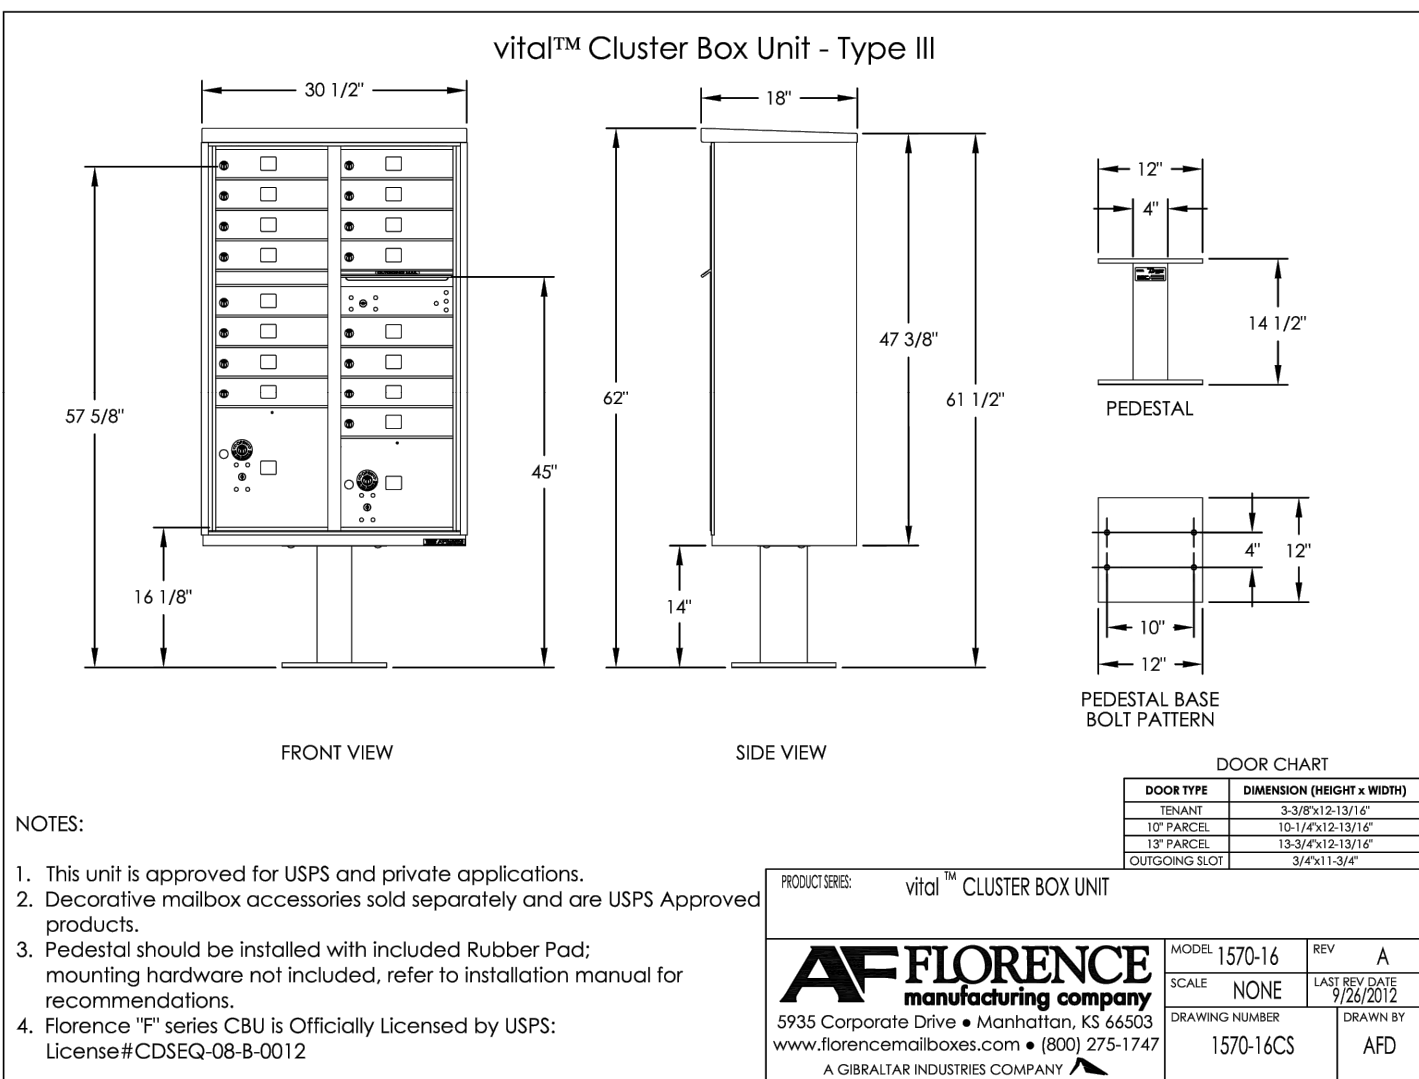 vital™ Cluster Box Unit - Type III
30 1/2"
18"
12"
4"
14 1/2"
PEDESTAL
57 5/8"
45"
16 1/8"
62"
47 3/8"
61 1/2"
14"
4"
12"
10"
12"
PEDESTAL BASE
BOLT PATTERN
FRONT VIEW
SIDE VIEW
DOOR CHART
DOOR TYPE DIMENSION (HEIGHT x WIDTH)
TENANT 3-3/8"x12-13/16"
10" PARCEL 10-1/4"x12-13/16"
13" PARCEL 13-3/4"x12-13/16"
OUTGOING SLOT 3/4"x11-3/4"
NOTES:
1. This unit is approved for USPS and private applications.
2. Decorative mailbox accessories sold separately and are USPS Approved
products.
3. Pedestal should be installed with included Rubber Pad;
mounting hardware not included, refer to installation manual for
recommendations.
4. Florence "F" series CBU is Officially Licensed by USPS:
License#CDSEQ-08-B-0012
PRODUCT SERIES: vital ™ CLUSTER BOX UNIT
AF FLORENCE
manufacturing company
5935 Corporate Drive ● Manhattan, KS 66503
www.florencemailboxes.com ● (800) 275-1747
A GIBRALTAR INDUSTRIES COMPANY
MODEL 1570-16
REV A
SCALE NONE
LAST REV DATE
9/26/2012
DRAWING NUMBER
1570-16CS
DRAWN BY
AFD